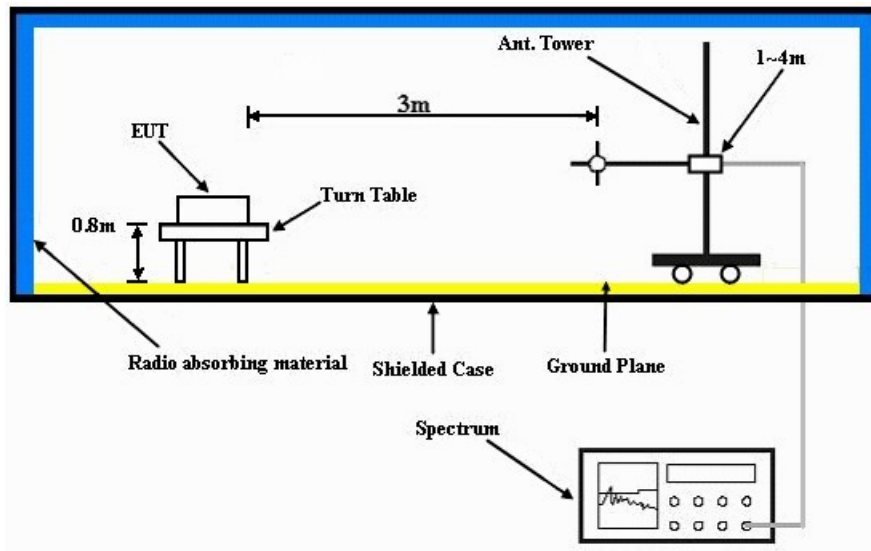 Ant. Tower
1~4m
3m
EUT
Turn Table
0.8m
Radio absorbing material
Shielded Case
Ground Plane
Spectrum